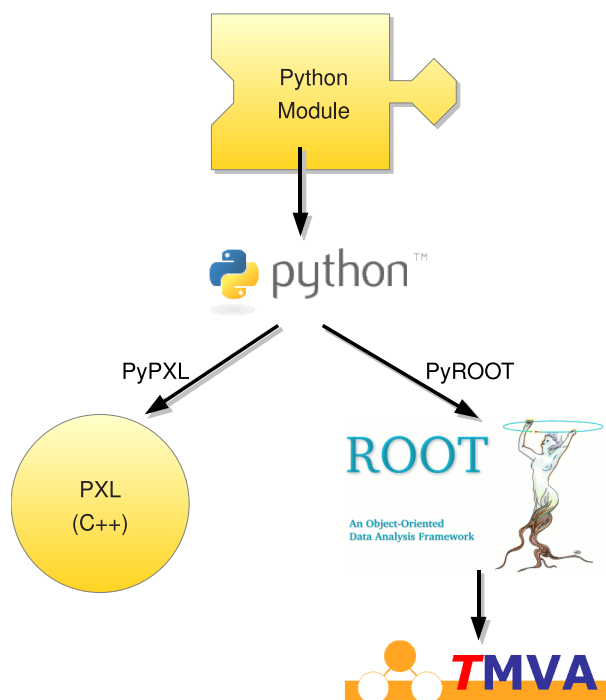 Python
Module
python™
PyPXL
PyROOT
PXL
(C++)
ROOT
An Object-Oriented
Data Analysis Framework
TMVA